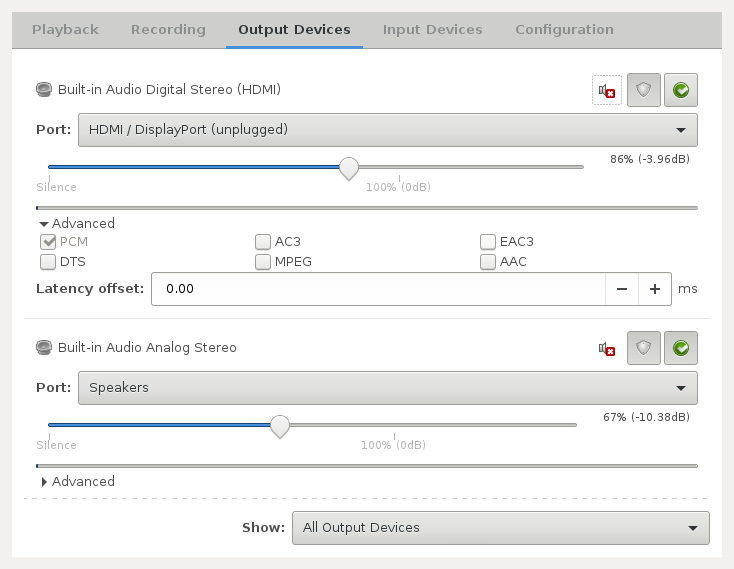 Playback Recording Output Devices Input Devices Configuration
Built-in Audio Digital Stereo (HDMI)
Port: HDMI / DisplayPort (unplugged)
86% (-3.96dB)
Silence 100% (0dB)
Advanced
PCM AC3 EAC3
DTS MPEG AAC
Latency offset: 0.00 − + ms
Built-in Audio Analog Stereo
Port: Speakers
67% (-10.38dB)
Silence 100% (0dB)
Advanced
Show: All Output Devices